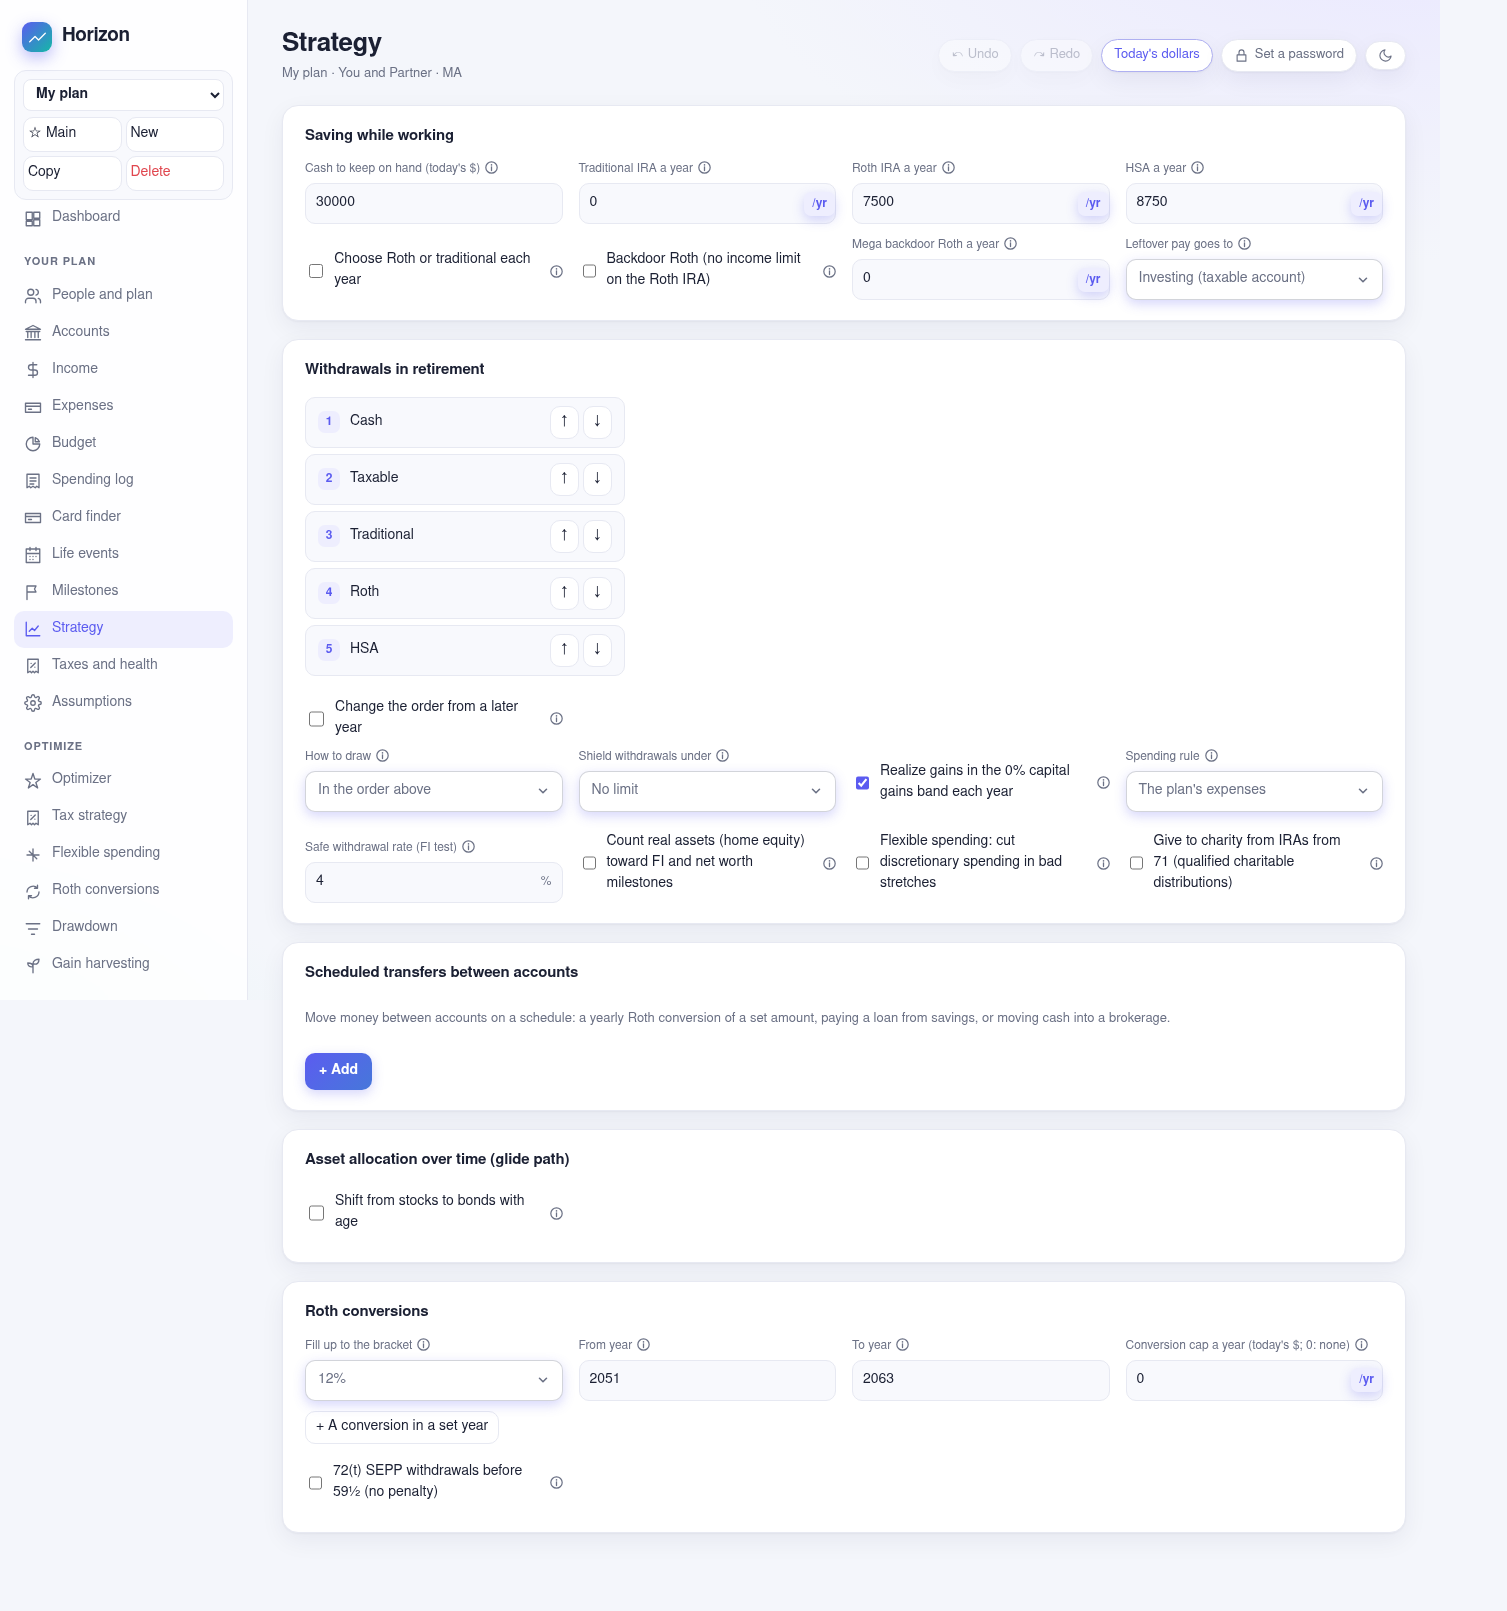 Horizon
My plan
☆ Main
New
Copy
Delete
Dashboard
YOUR PLAN
People and plan
Accounts
Income
Expenses
Budget
Spending log
Card finder
Life events
Milestones
Strategy
Taxes and health
Assumptions
OPTIMIZE
Optimizer
Tax strategy
Flexible spending
Roth conversions
Drawdown
Gain harvesting
Strategy
My plan · You and Partner · MA
Undo
Redo
Today's dollars
Set a password
Saving while working
Cash to keep on hand (today's $)
30000
Traditional IRA a year
0
/yr
Roth IRA a year
7500
/yr
HSA a year
8750
/yr
Choose Roth or traditional each
year
Backdoor Roth (no income limit
on the Roth IRA)
Mega backdoor Roth a year
0
/yr
Leftover pay goes to
Investing (taxable account)
Withdrawals in retirement
1 Cash ↑ ↓
2 Taxable ↑ ↓
3 Traditional ↑ ↓
4 Roth ↑ ↓
5 HSA ↑ ↓
Change the order from a later
year
How to draw
In the order above
Shield withdrawals under
No limit
Realize gains in the 0% capital
gains band each year
Spending rule
The plan's expenses
Safe withdrawal rate (FI test)
4
%
Count real assets (home equity)
toward FI and net worth
milestones
Flexible spending: cut
discretionary spending in bad
stretches
Give to charity from IRAs from
71 (qualified charitable
distributions)
Scheduled transfers between accounts
Move money between accounts on a schedule: a yearly Roth conversion of a set amount, paying a loan from savings, or moving cash into a brokerage.
+ Add
Asset allocation over time (glide path)
Shift from stocks to bonds with
age
Roth conversions
Fill up to the bracket
12%
From year
2051
To year
2063
Conversion cap a year (today's $; 0: none)
0
/yr
+ A conversion in a set year
72(t) SEPP withdrawals before
59½ (no penalty)